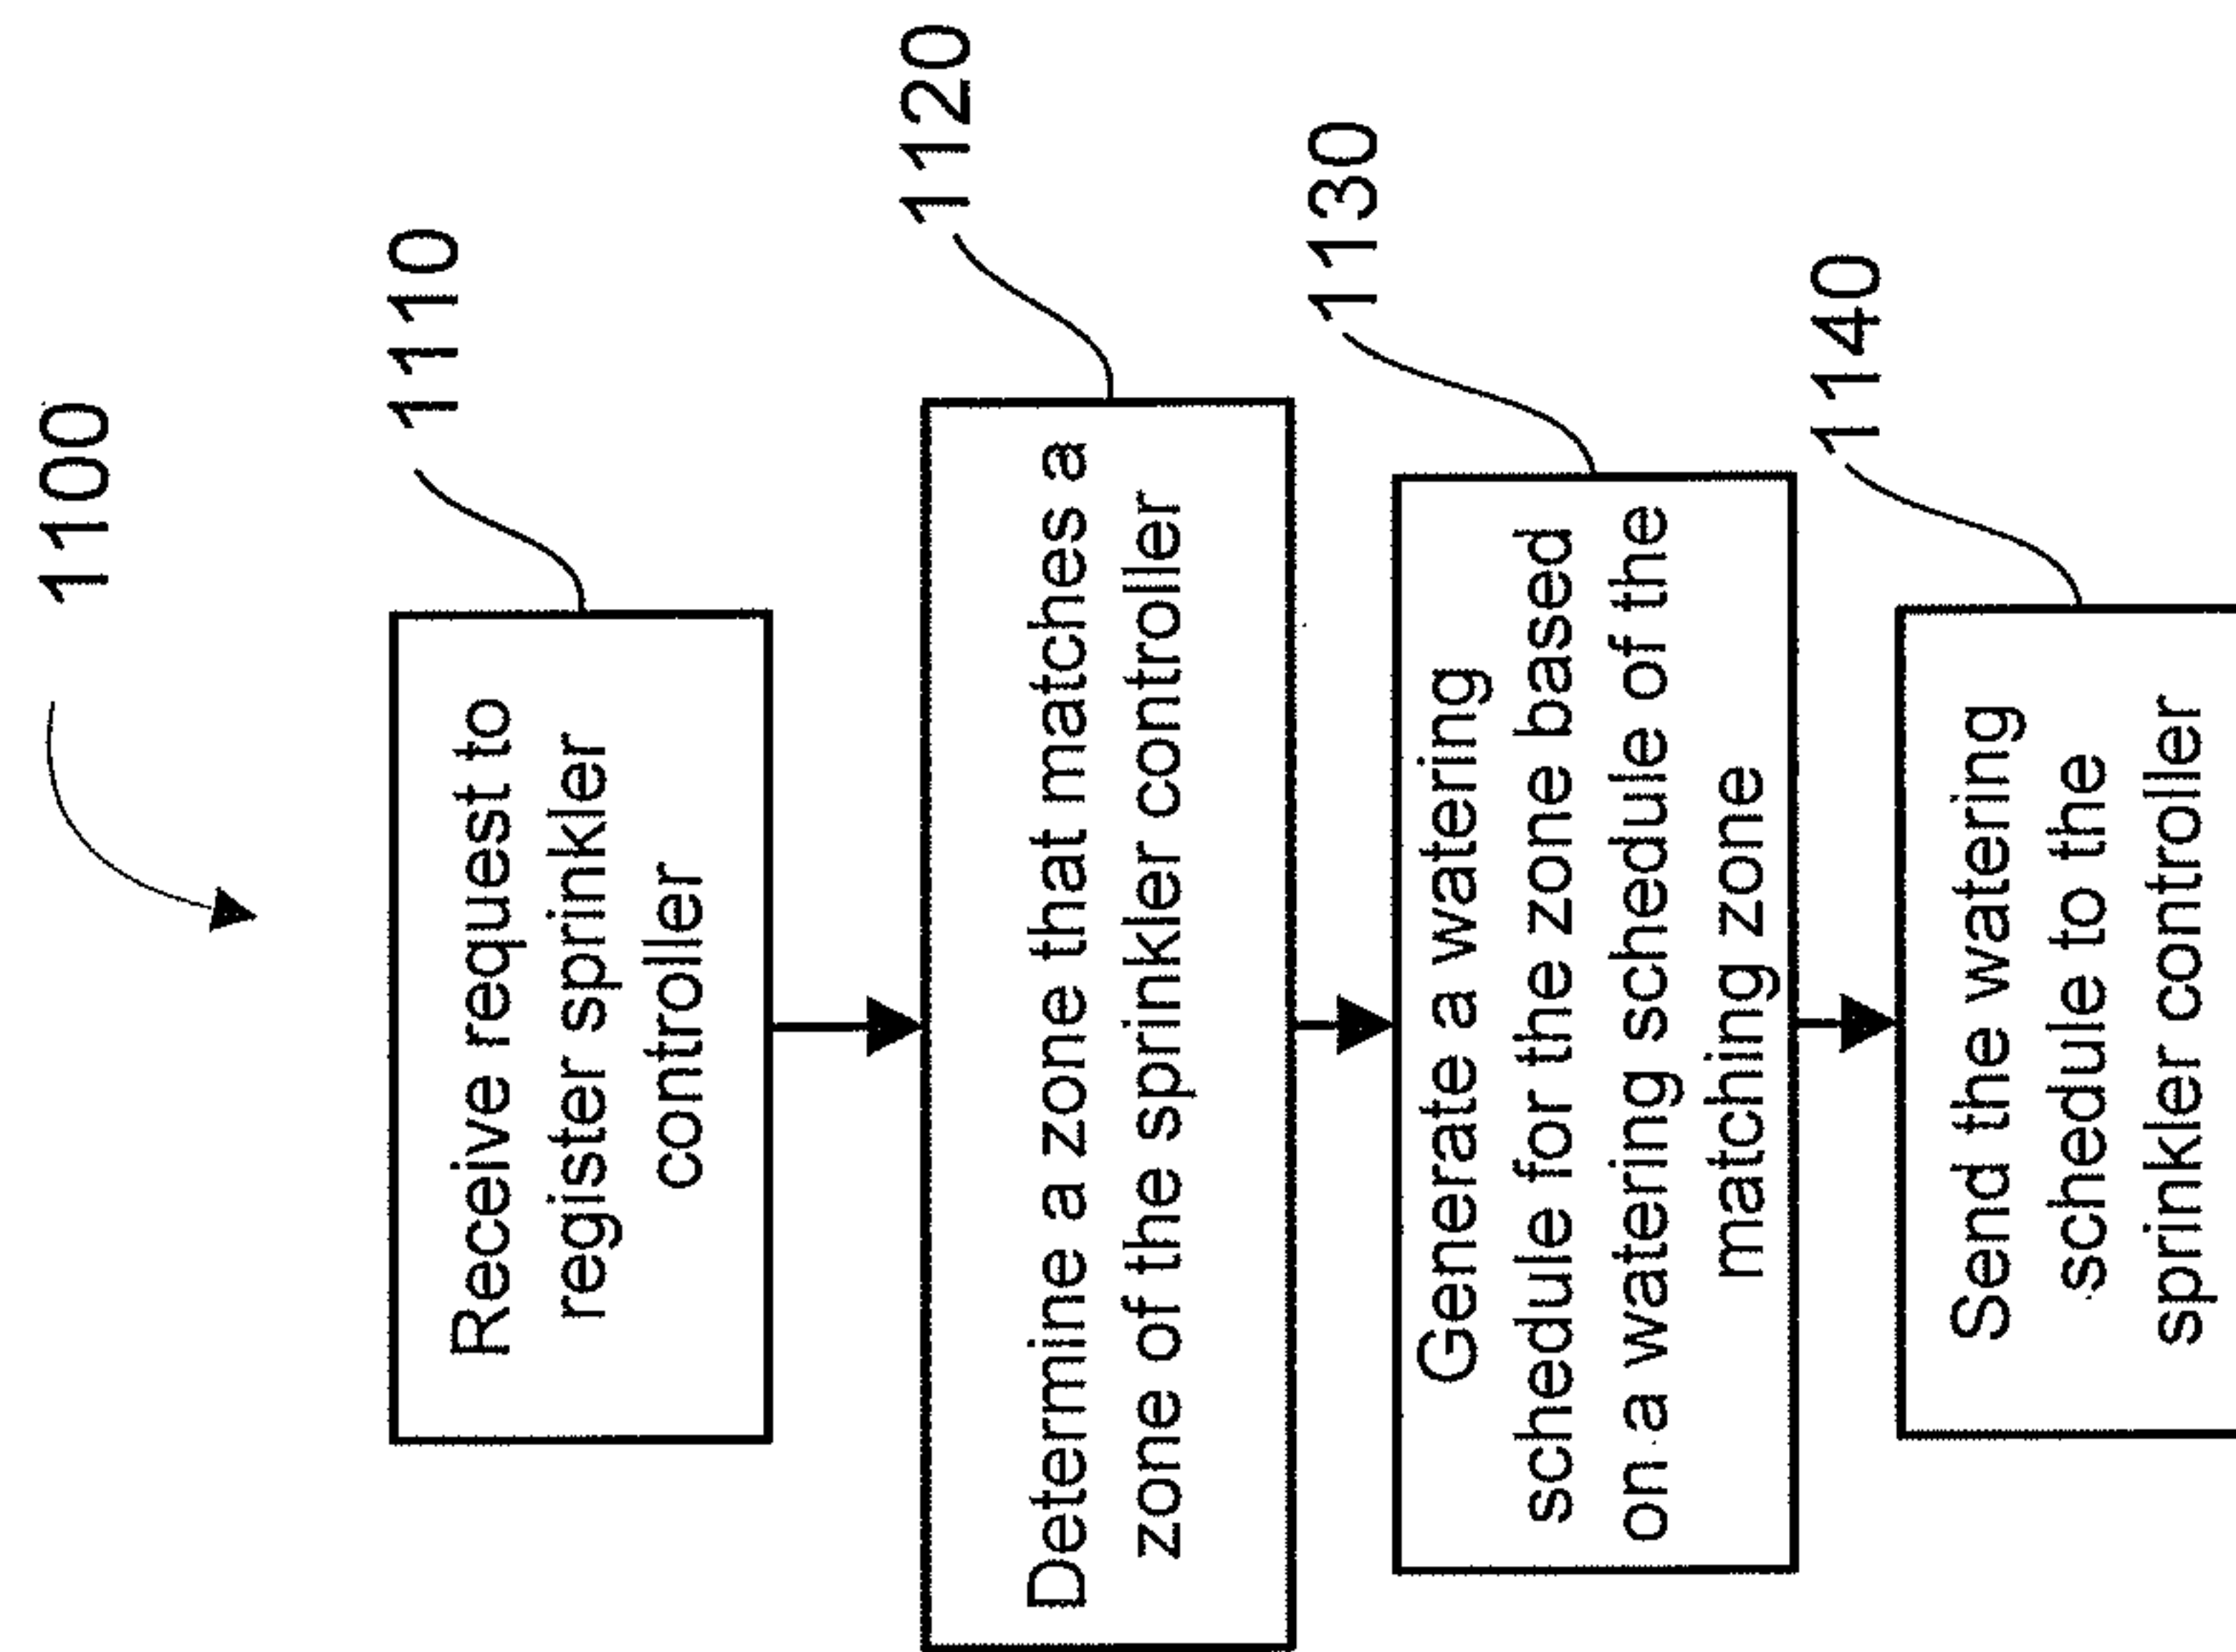 1100
1110
Receive request to
register sprinkler
controller
1120
Determine a zone that matches a
zone of the sprinkler controller
1130
Generate a watering
schedule for the zone based
on a watering schedule of the
matching zone
1140
Send the watering
schedule to the
sprinkler controller